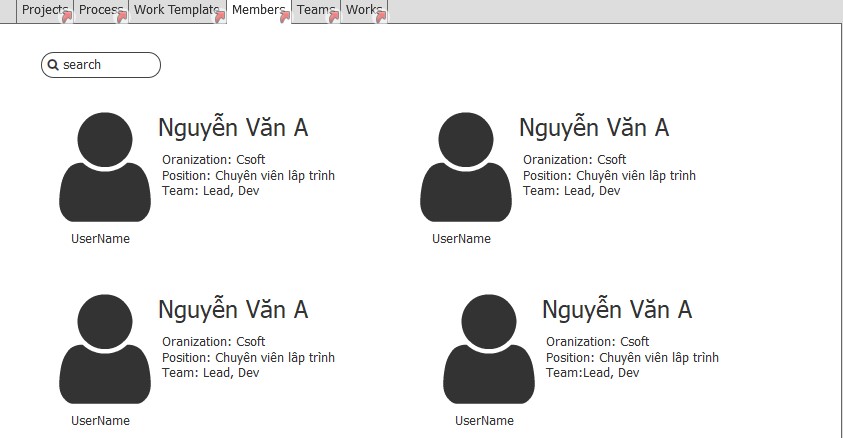 Projects Process Work Template Members Teams Works
search
Nguyễn Văn A
Oranization: Csoft
Position: Chuyên viên lâp trình
Team: Lead, Dev
UserName
Nguyễn Văn A
Oranization: Csoft
Position: Chuyên viên lâp trình
Team: Lead, Dev
UserName
Nguyễn Văn A
Oranization: Csoft
Position: Chuyên viên lâp trình
Team: Lead, Dev
UserName
Nguyễn Văn A
Oranization: Csoft
Position: Chuyên viên lâp trình
Team:Lead, Dev
UserName